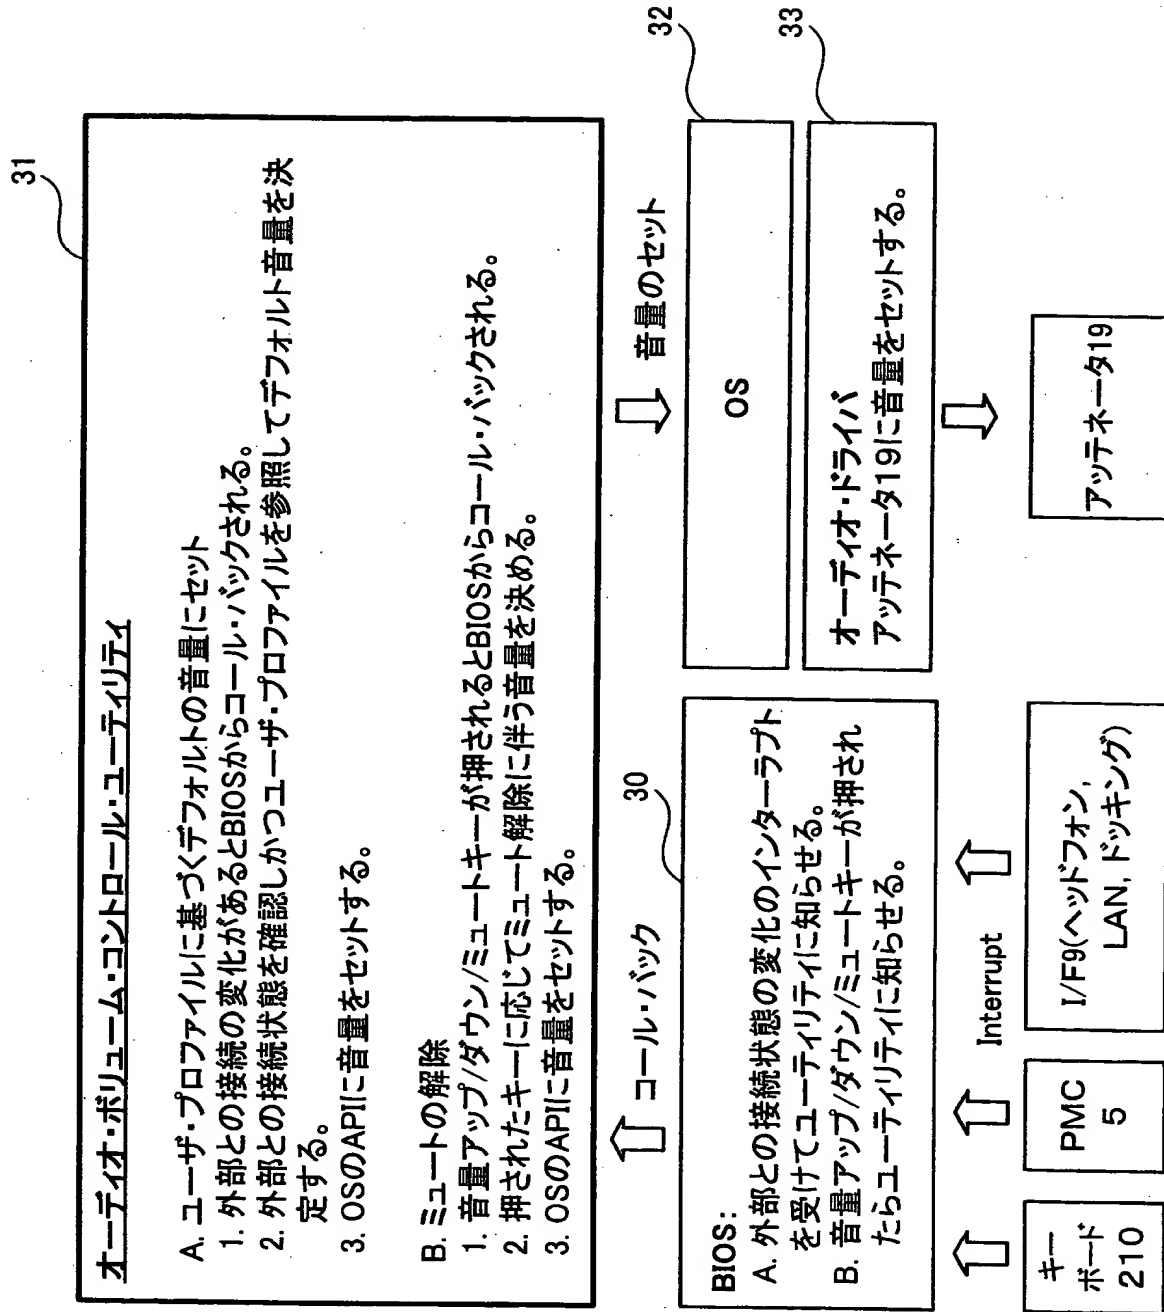 31
オーディオ・ボリューム・コントロール・ユーティリティ
A. ユーザ・プロファイルに基づくデフォルトの音量にセット
1. 外部との接続の変化があるとBIOSからコール・バックされる。
2. 外部との接続状態を確認しかつユーザ・プロファイルを参照してデフォルト音量を決
定する。
3. OSのAPIに音量をセットする。
B. ミュートの解除
1. 音量アップ/ダウン/ミュートキーが押されるとBIOSからコール・バックされる。
2. 押されたキーに応じてミュート解除に伴う音量を決める。
3. OSのAPIに音量をセットする。
コール・バック
音量のセット
30
BIOS:
A. 外部との接続状態の変化のインターラプト
を受けてユーティリティに知らせる。
B. 音量アップ/ダウン/ミュートキーが押され
たらユーティリティに知らせる。
32
OS
33
オーディオ・ドライバ
アッテネータ19に音量をセットする。
Interrupt
キー
ボード
210
PMC
5
I/F9(ヘッドフォン,
LAN, ドッキング)
アッテネータ19